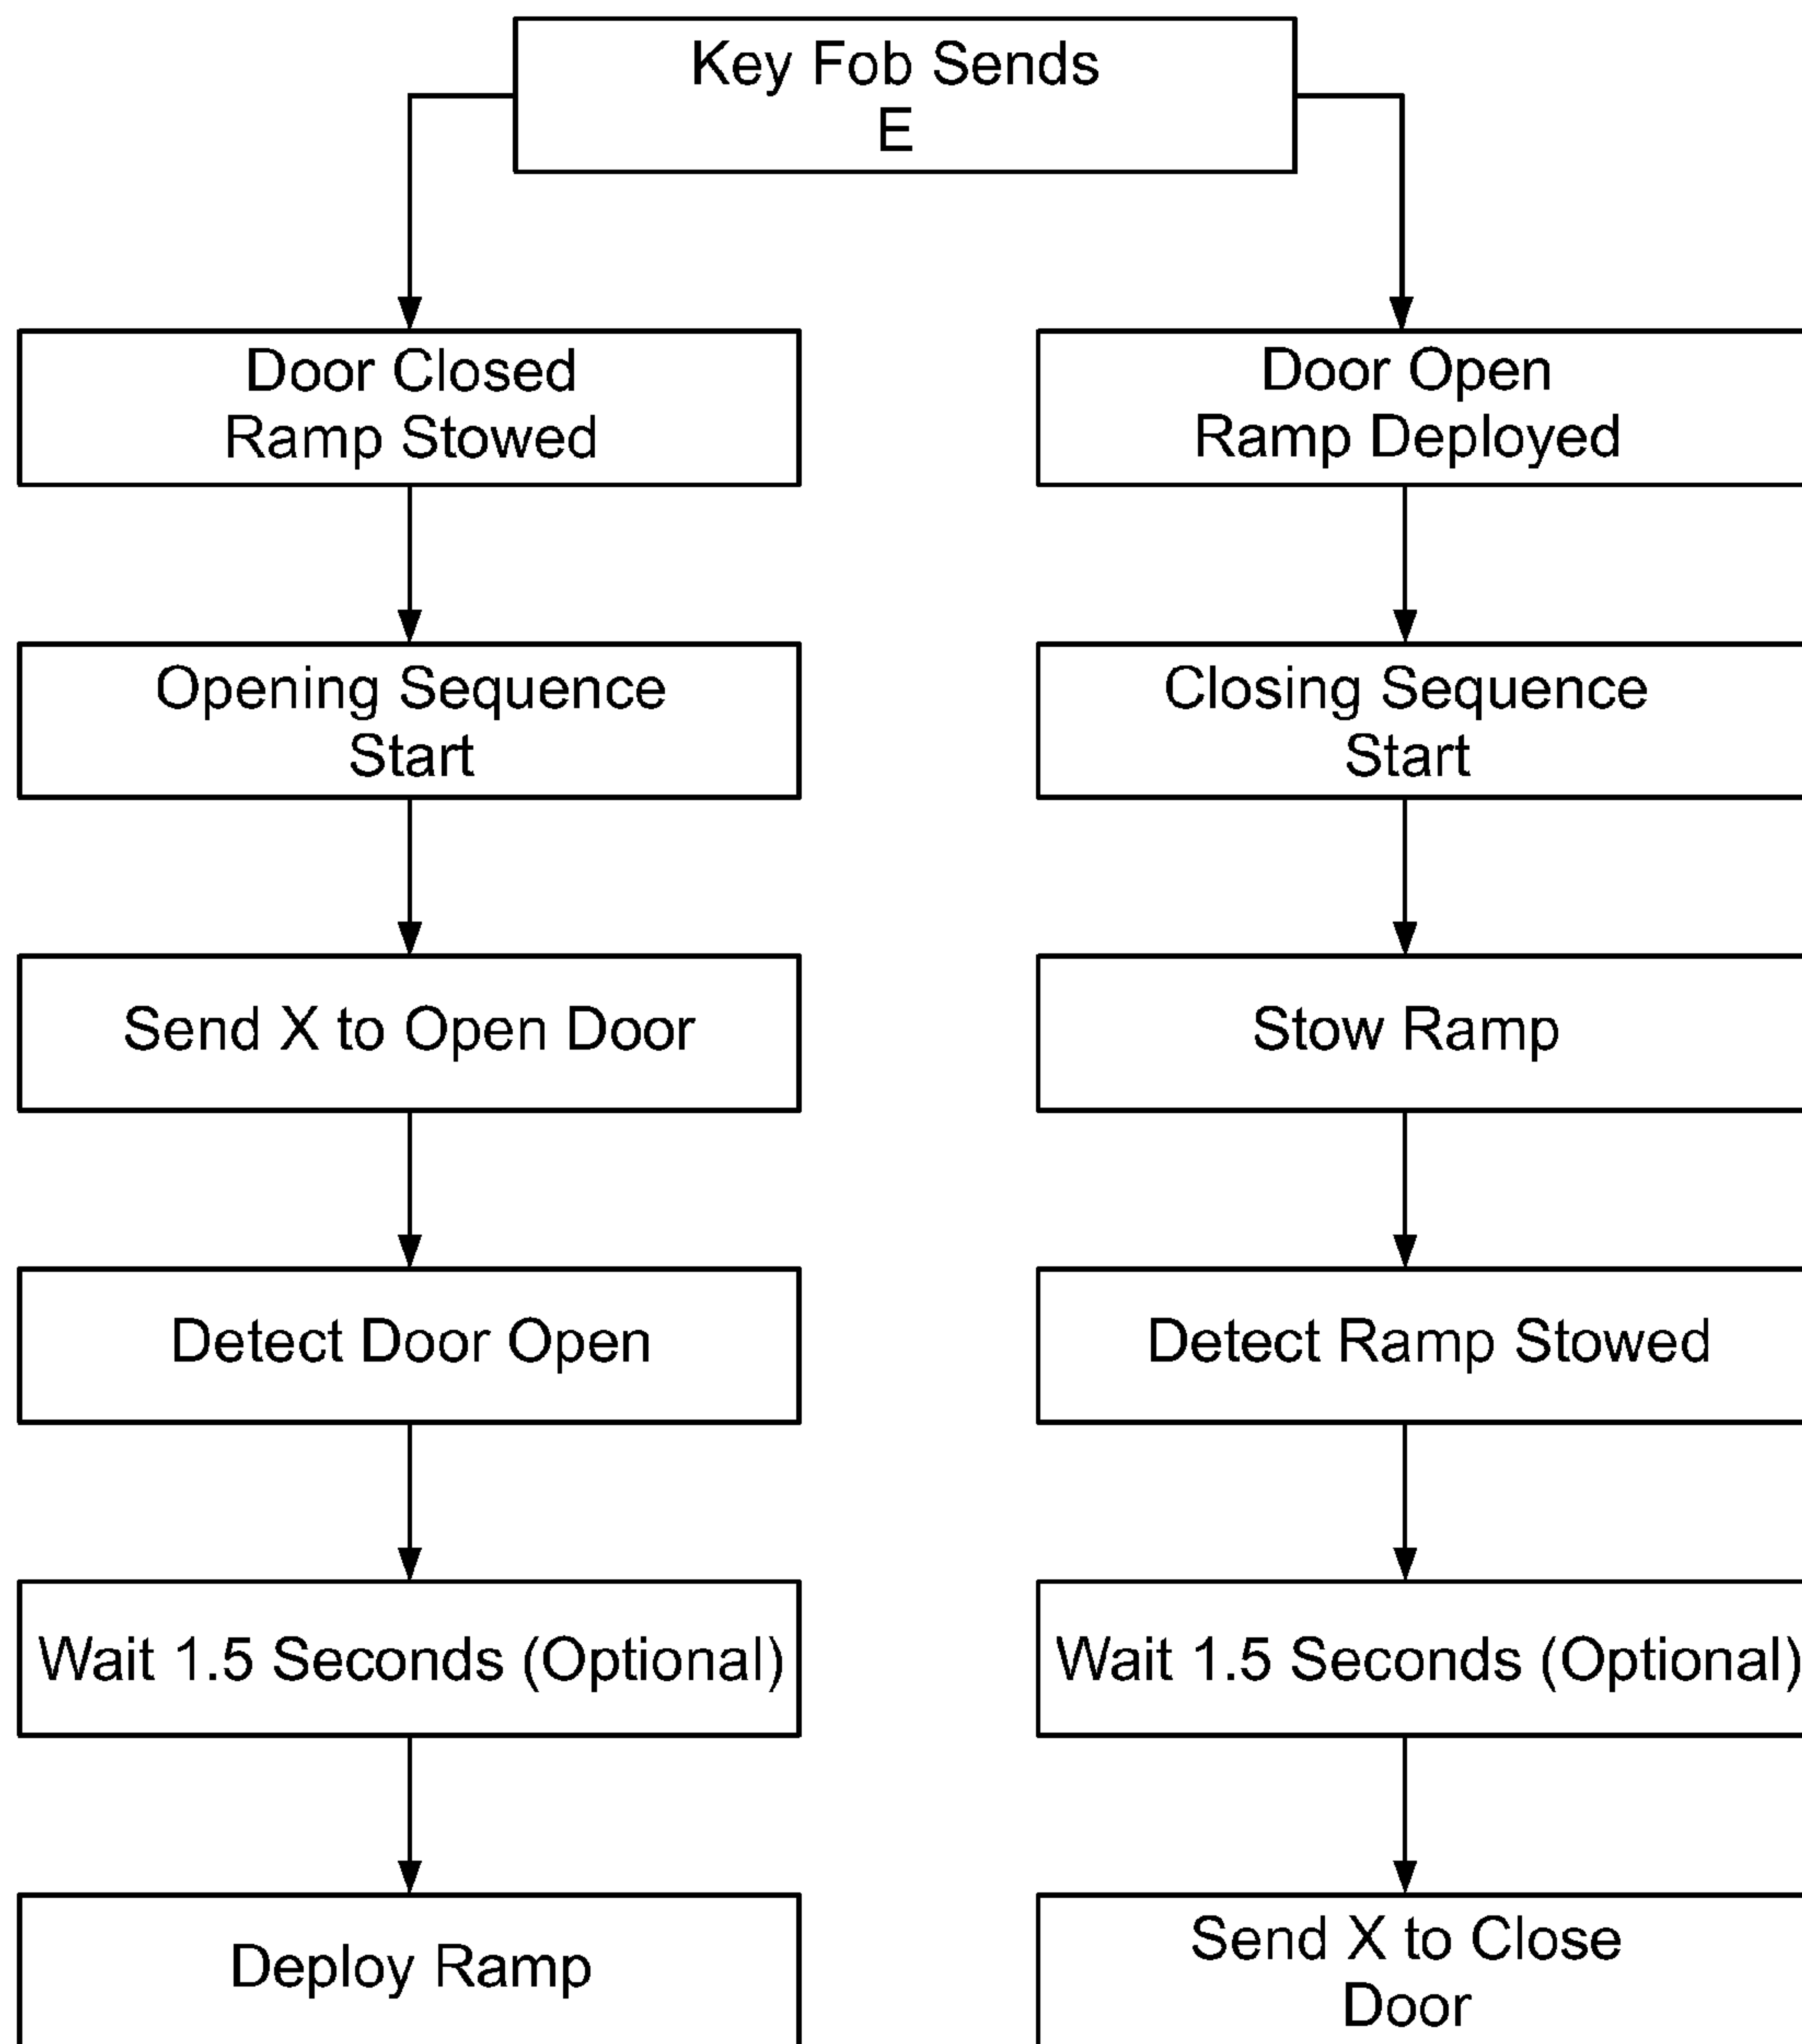 Key Fob Sends
E
Door Closed
Ramp Stowed
Opening Sequence
Start
Send X to Open Door
Detect Door Open
Wait 1.5 Seconds (Optional)
Deploy Ramp
Door Open
Ramp Deployed
Closing Sequence
Start
Stow Ramp
Detect Ramp Stowed
Wait 1.5 Seconds (Optional)
Send X to Close
Door